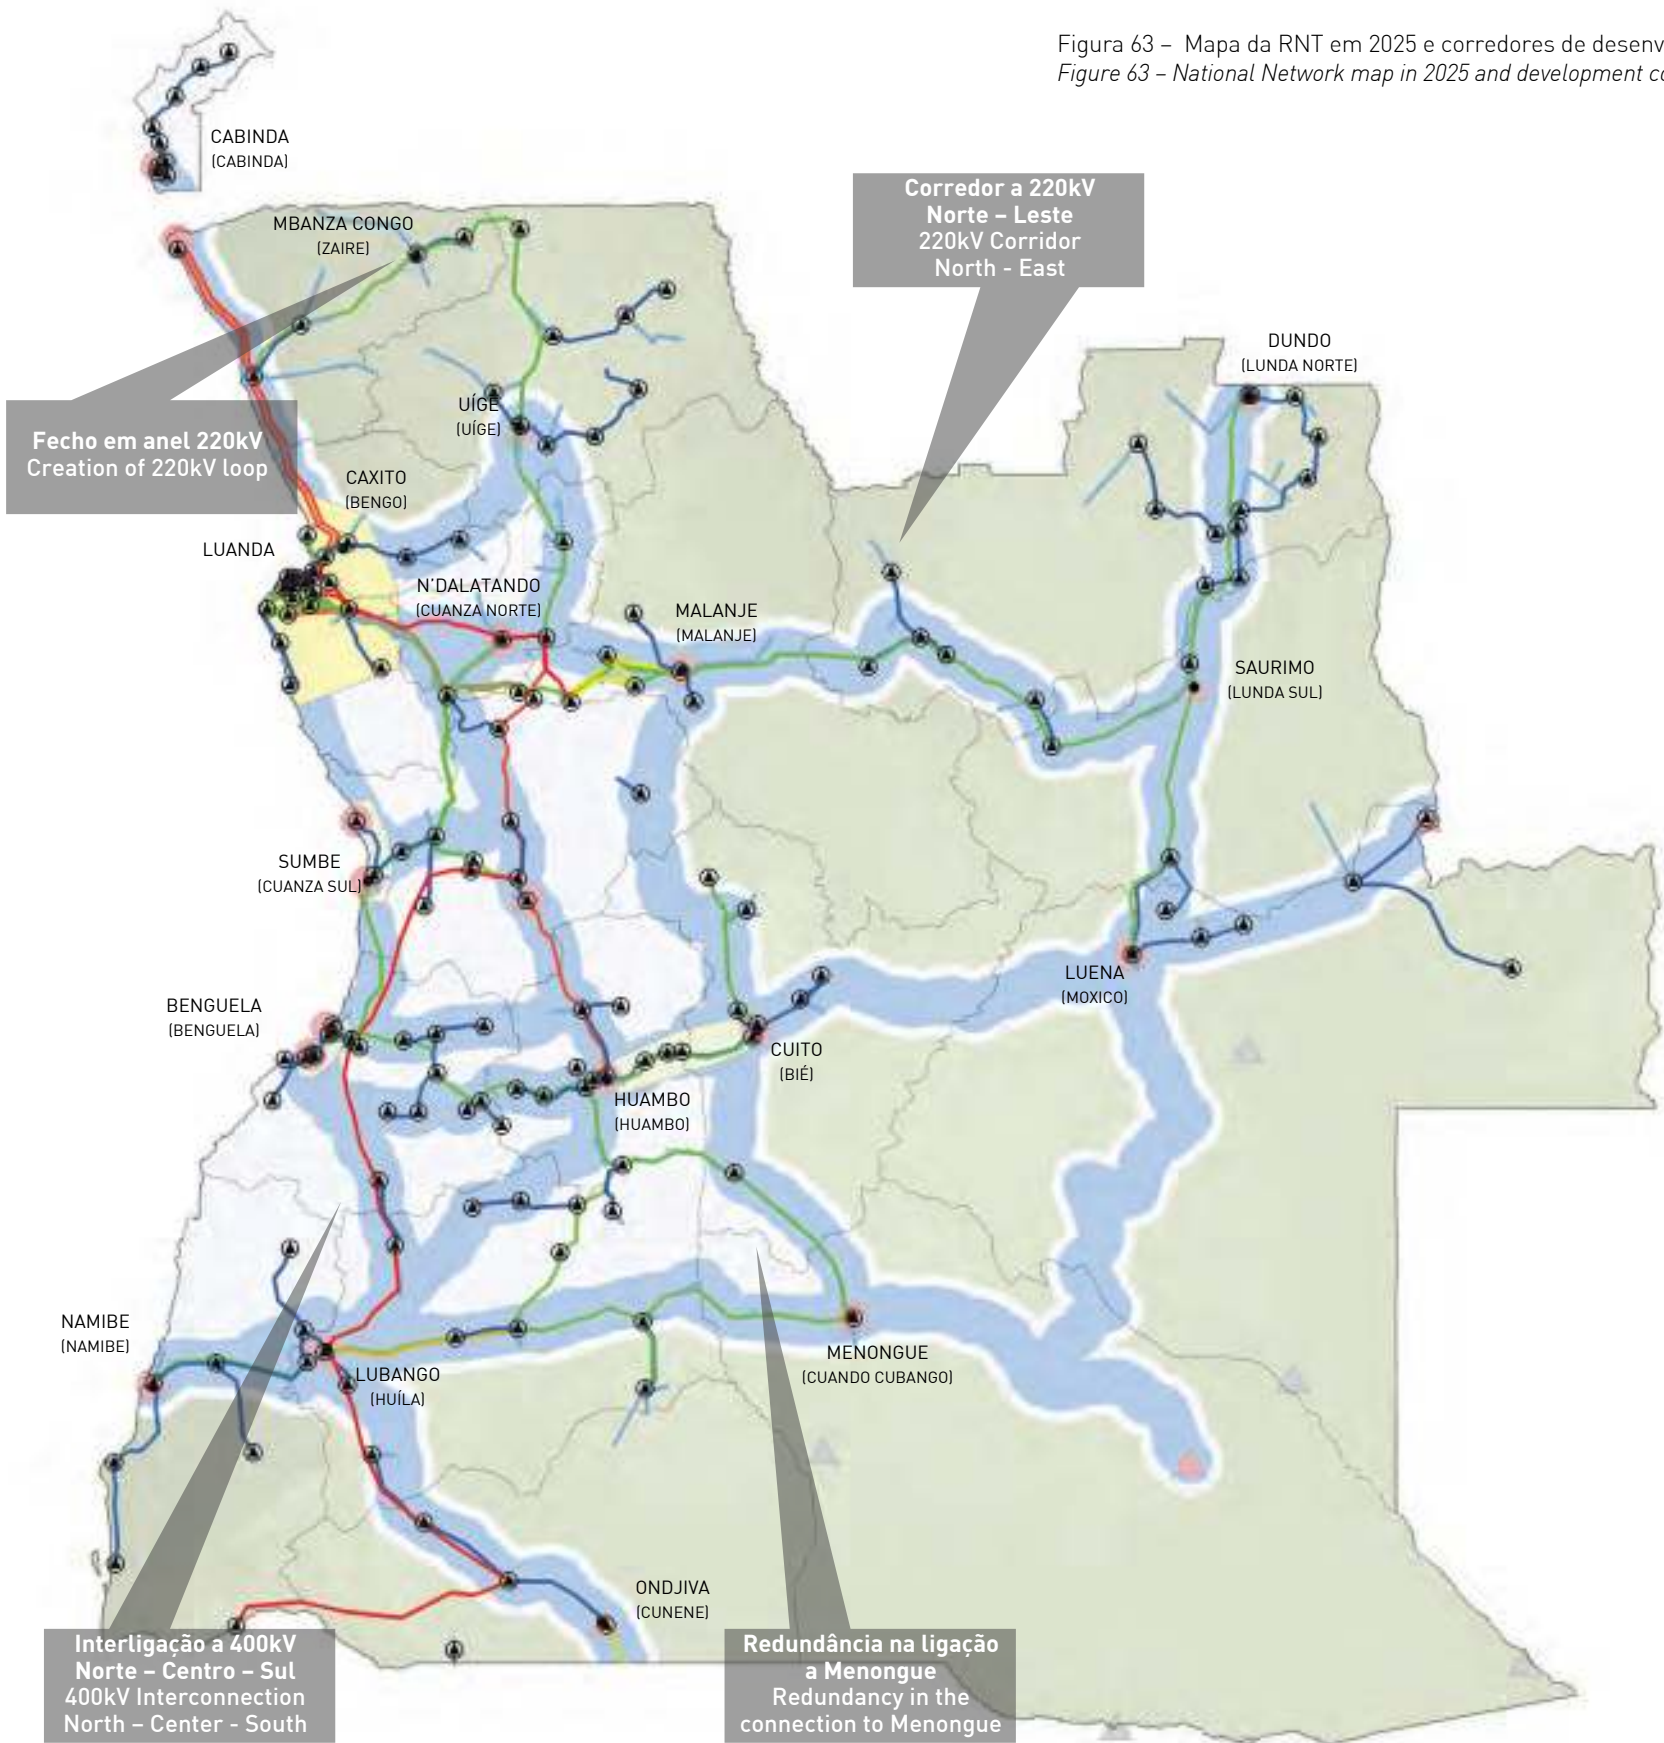 Figura 63 – Mapa da RNT em 2025 e corredores de desenv
Figure 63 – National Network map in 2025 and development co
CABINDA
(CABINDA)
MBANZA CONGO
(ZAIRE)
Corredor a 220kV
Norte – Leste
220kV Corridor
North - East
DUNDO
(LUNDA NORTE)
UÍGE
(UÍGE)
Fecho em anel 220kV
Creation of 220kV loop
CAXITO
(BENGO)
LUANDA
N'DALATANDO
(CUANZA NORTE)
MALANJE
(MALANJE)
SAURIMO
(LUNDA SUL)
SUMBE
(CUANZA SUL)
LUENA
(MOXICO)
BENGUELA
(BENGUELA)
CUITO
(BIÉ)
HUAMBO
(HUAMBO)
NAMIBE
(NAMIBE)
MENONGUE
(CUANDO CUBANGO)
LUBANGO
(HUÍLA)
ONDJIVA
(CUNENE)
Interligação a 400kV
Norte – Centro – Sul
400kV Interconnection
North – Center - South
Redundância na ligação
a Menongue
Redundancy in the
connection to Menongue